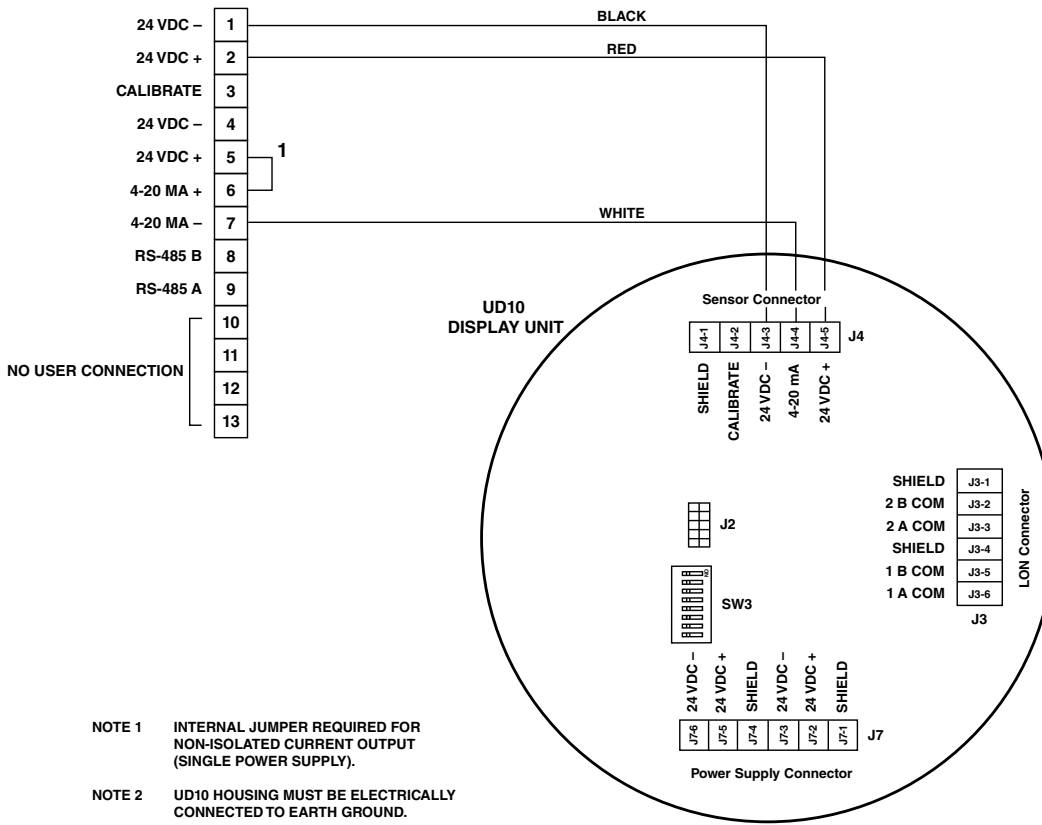 24 VDC – 1
24 VDC + 2
CALIBRATE 3
24 VDC – 4
24 VDC + 5
4-20 MA + 6
4-20 MA – 7
RS-485 B 8
RS-485 A 9
10
11
12
13
NO USER CONNECTION
1
BLACK
RED
WHITE
UD10
DISPLAY UNIT
Sensor Connector
J4-1 J4-2 J4-3 J4-4 J4-5 J4
SHIELD
CALIBRATE
24 VDC –
4-20 mA
24 VDC +
J2
ON
SW3
SHIELD J3-1
2 B COM J3-2
2 A COM J3-3
SHIELD J3-4
1 B COM J3-5
1 A COM J3-6
J3
LON Connector
24 VDC –
24 VDC +
SHIELD
24 VDC –
24 VDC +
SHIELD
J7-6 J7-5 J7-4 J7-3 J7-2 J7-1 J7
Power Supply Connector
NOTE 1 INTERNAL JUMPER REQUIRED FOR
NON-ISOLATED CURRENT OUTPUT
(SINGLE POWER SUPPLY).
NOTE 2 UD10 HOUSING MUST BE ELECTRICALLY
CONNECTED TO EARTH GROUND.